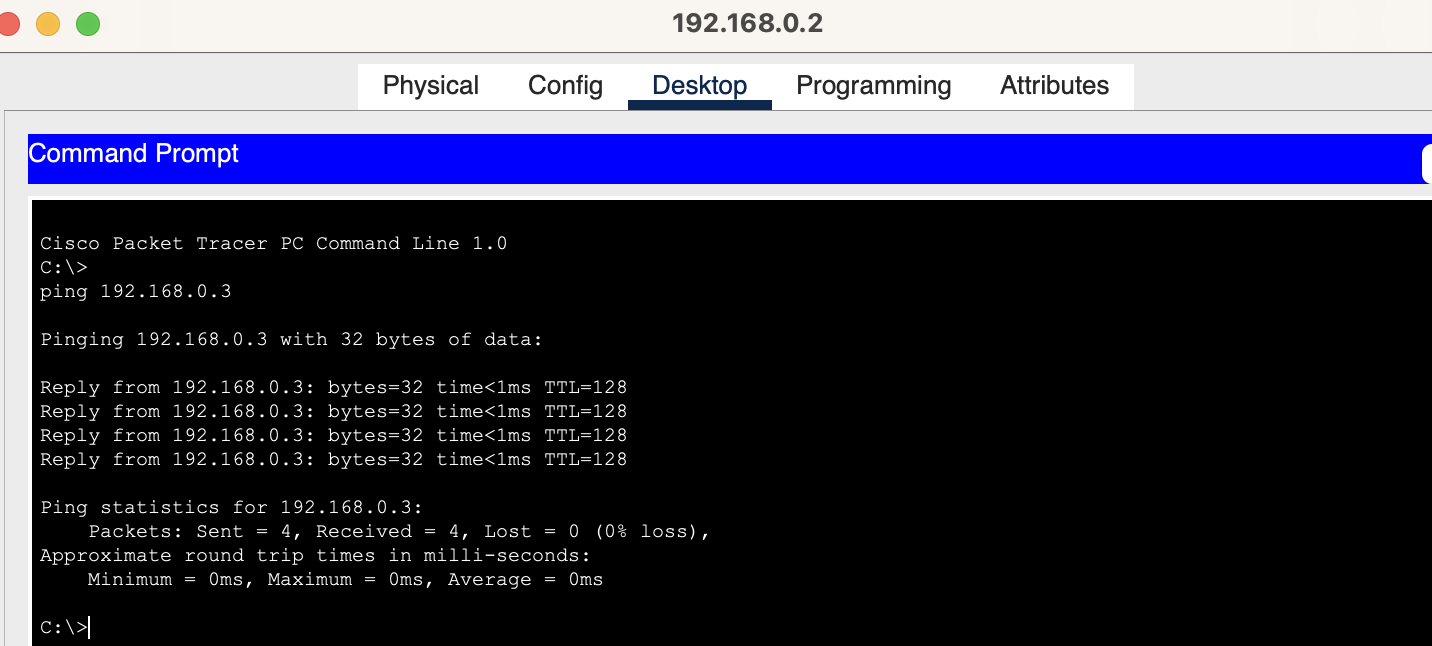 192.168.0.2
Physical Config Desktop Programming Attributes
Command Prompt
Cisco Packet Tracer PC Command Line 1.0
C:\>
ping 192.168.0.3
Pinging 192.168.0.3 with 32 bytes of data:
Reply from 192.168.0.3: bytes=32 time<1ms TTL=128
Reply from 192.168.0.3: bytes=32 time<1ms TTL=128
Reply from 192.168.0.3: bytes=32 time<1ms TTL=128
Reply from 192.168.0.3: bytes=32 time<1ms TTL=128
Ping statistics for 192.168.0.3:
Packets: Sent = 4, Received = 4, Lost = 0 (0% loss),
Approximate round trip times in milli-seconds:
Minimum = 0ms, Maximum = 0ms, Average = 0ms
C:\>